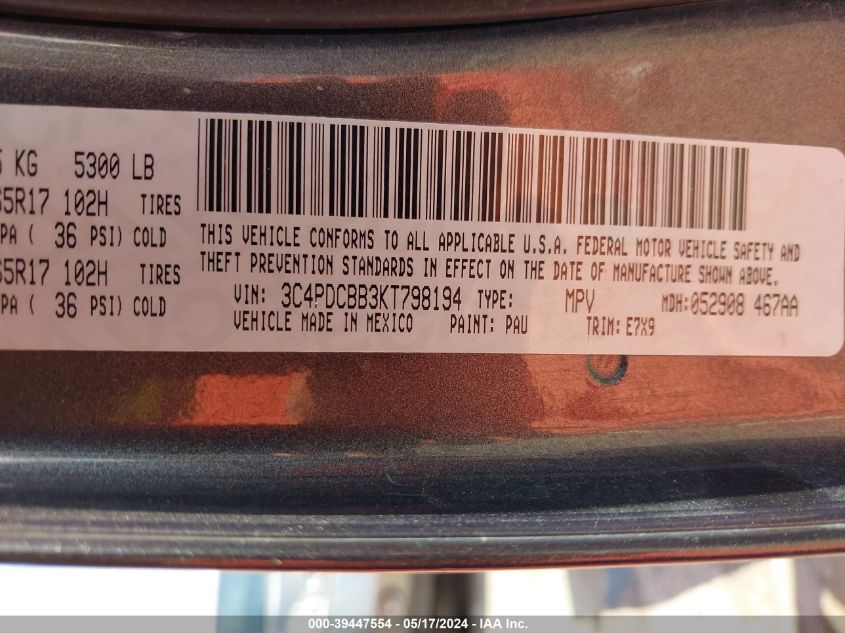 5 KG 5300 LB
65R17 102H TIRES
PA ( 36 PSI) COLD
65R17 102H TIRES
PA ( 36 PSI) COLD
THIS VEHICLE CONFORMS TO ALL APPLICABLE U.S.A. FEDERAL MOTOR VEHICLE SAFETY AND
THEFT PREVENTION STANDARDS IN EFFECT ON THE DATE OF MANUFACTURE SHOWN ABOVE.
VIN: 3C4PDCBB3KT798194 TYPE: MPV MDH:052908 467AA
VEHICLE MADE IN MEXICO PAINT: PAU TRIM: E7X9
000-39447554 - 05/17/2024 - IAA Inc.